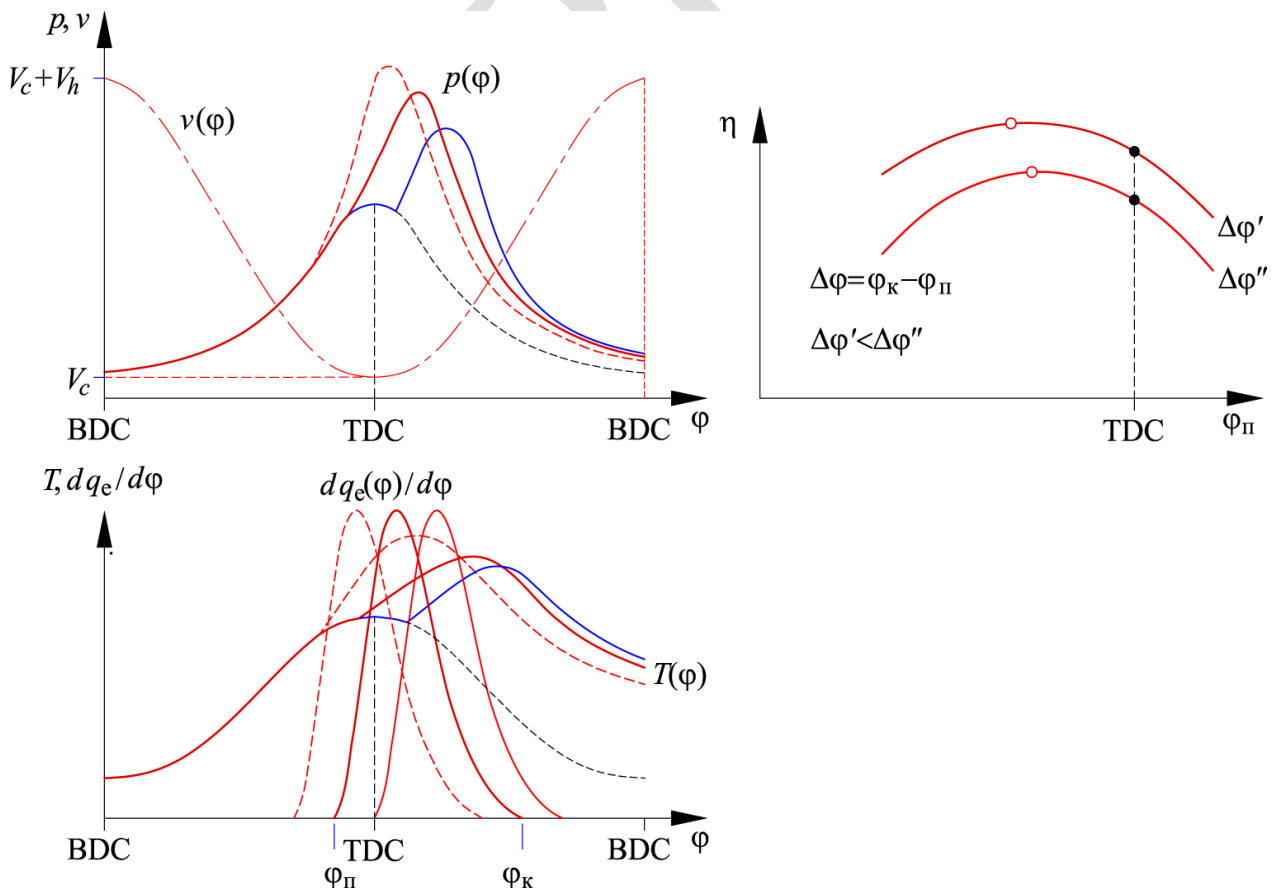 p, v
V_c+V_h
v(φ)
p(φ)
V_c
BDC
TDC
BDC
φ
η
Δφ=φ_к−φ_п
Δφ′<Δφ″
Δφ′
Δφ″
TDC
φ_п
T, dq_e/dφ
dq_e(φ)/dφ
T(φ)
BDC
TDC
BDC
φ
φ_п
φ_к